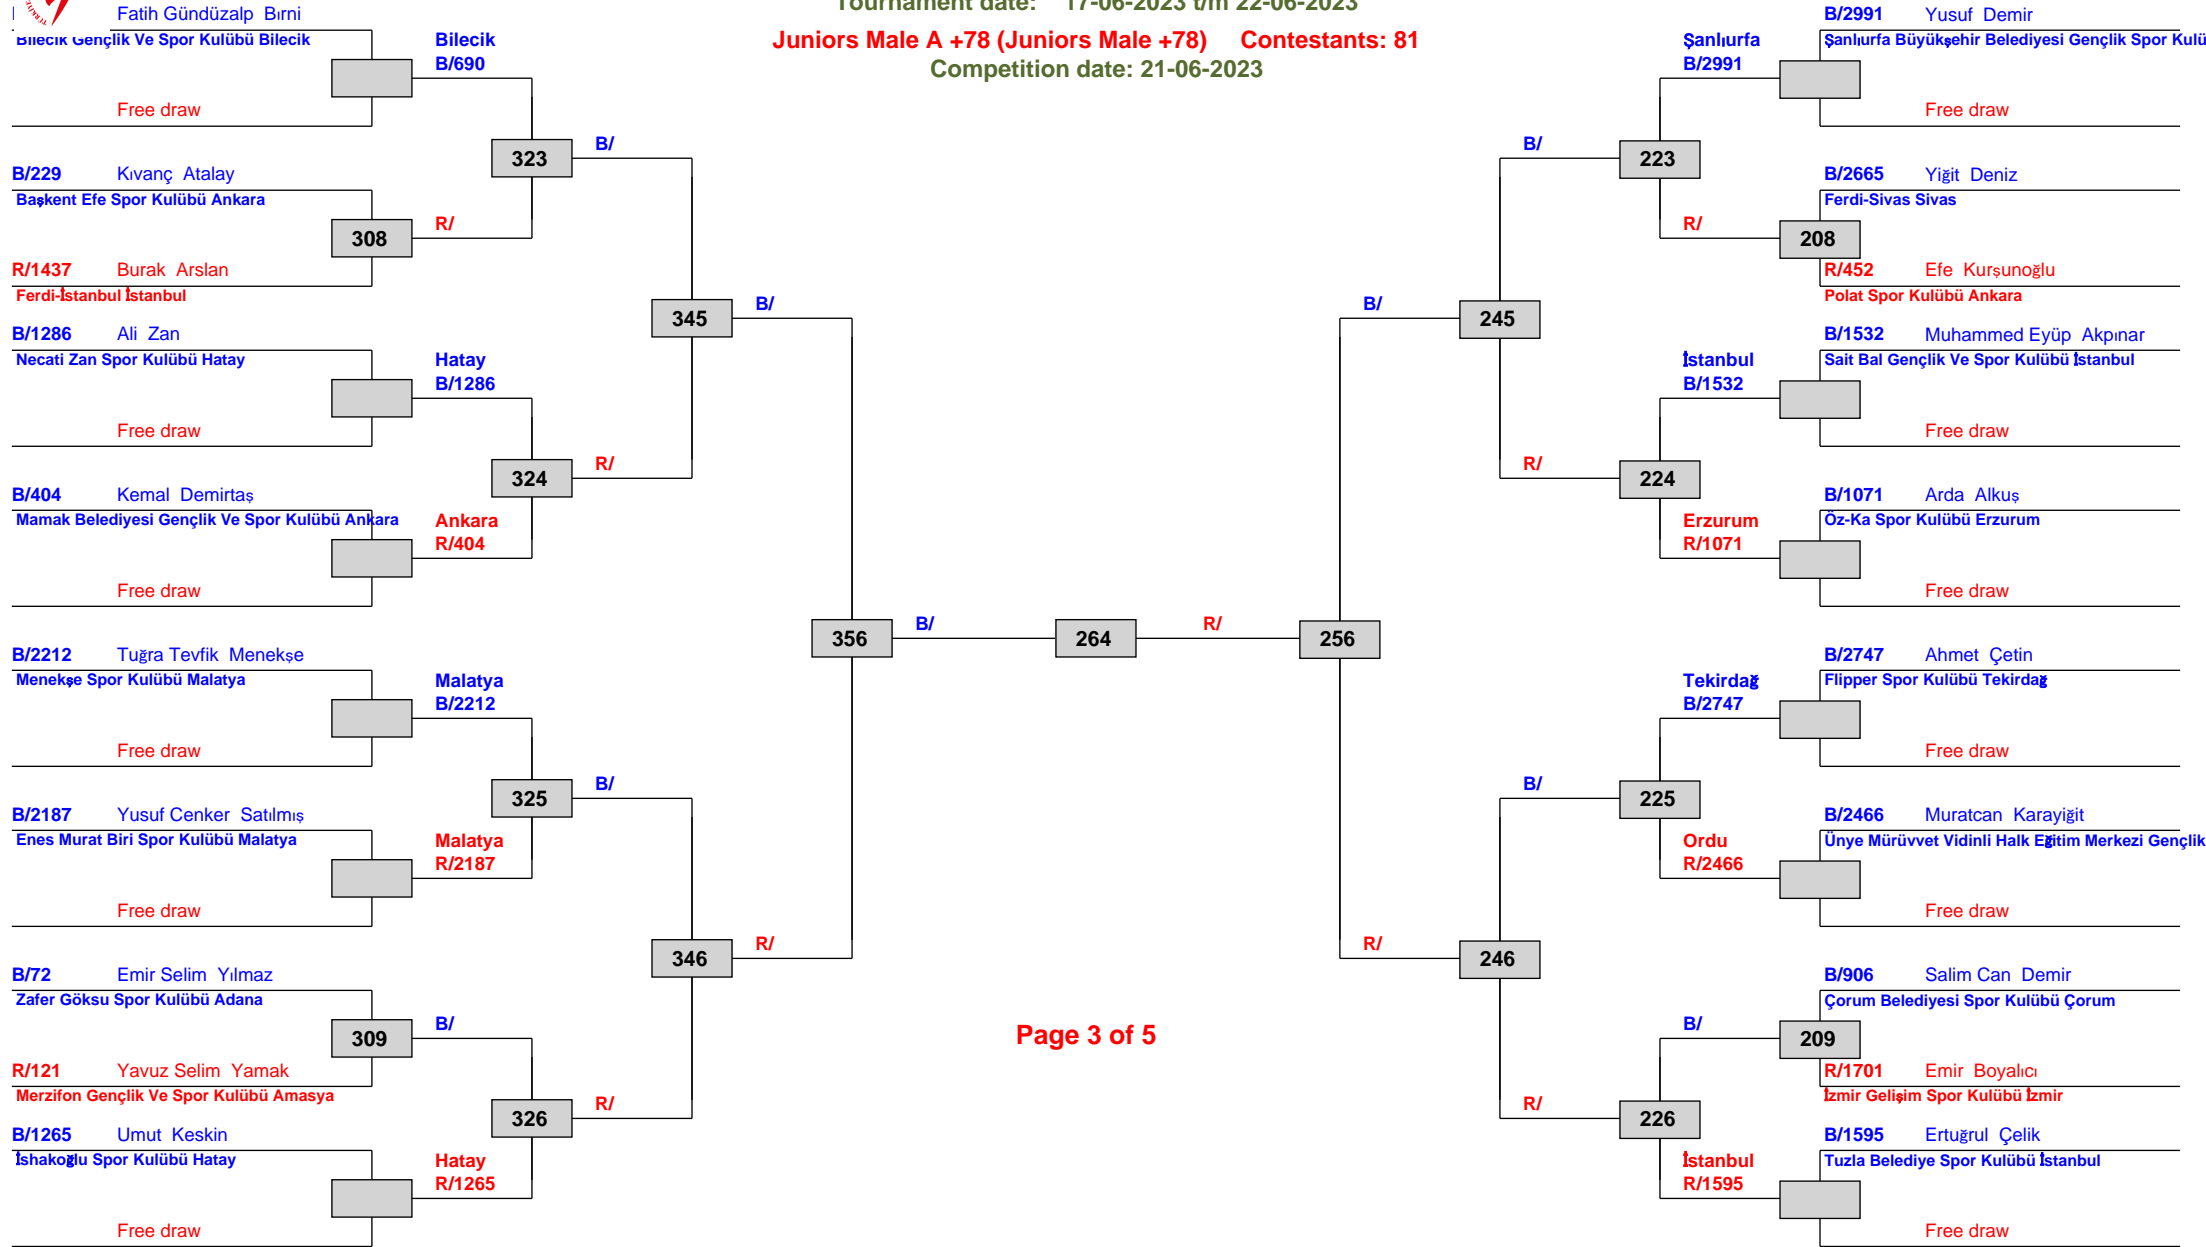 Tournament date: 17-06-2023 t/m 22-06-2023
Juniors Male A +78 (Juniors Male +78) Contestants: 81
Competition date: 21-06-2023
Fatih Gündüzalp Bırni
Bilecik Gençlik Ve Spor Kulübü Bilecik
Free draw
Bilecik
B/690
B/229 Kıvanç Atalay
Başkent Efe Spor Kulübü Ankara
308
R/1437 Burak Arslan
Ferdi-İstanbul İstanbul
323
B/
R/
B/1286 Ali Zan
Necati Zan Spor Kulübü Hatay
Free draw
Hatay
B/1286
324
B/404 Kemal Demirtaş
Mamak Belediyesi Gençlik Ve Spor Kulübü Ankara
Free draw
Ankara
R/404
R/
345
B/
B/2212 Tuğra Tevfik Menekşe
Menekşe Spor Kulübü Malatya
Free draw
Malatya
B/2212
325
B/
B/2187 Yusuf Cenker Satılmış
Enes Murat Biri Spor Kulübü Malatya
Free draw
Malatya
R/2187
B/72 Emir Selim Yılmaz
Zafer Göksu Spor Kulübü Adana
309
B/
R/121 Yavuz Selim Yamak
Merzifon Gençlik Ve Spor Kulübü Amasya
326
R/
B/1265 Umut Keskin
İshakoğlu Spor Kulübü Hatay
Free draw
Hatay
R/1265
346
R/
356
B/
264
R/
256
Page 3 of 5
B/2991 Yusuf Demir
Şanlıurfa Büyükşehir Belediyesi Gençlik Spor Kulü
Free draw
Şanlıurfa
B/2991
223
B/
B/2665 Yiğit Deniz
Ferdi-Sivas Sivas
208
R/
R/452 Efe Kurşunoğlu
Polat Spor Kulübü Ankara
245
B/
B/1532 Muhammed Eyüp Akpınar
Sait Bal Gençlik Ve Spor Kulübü İstanbul
Free draw
İstanbul
B/1532
224
R/
B/1071 Arda Alkuş
Öz-Ka Spor Kulübü Erzurum
Free draw
Erzurum
R/1071
B/2747 Ahmet Çetin
Flipper Spor Kulübü Tekirdağ
Free draw
Tekirdağ
B/2747
225
B/
B/2466 Muratcan Karayiğit
Ünye Mürüvvet Vidinli Halk Eğitim Merkezi Gençlik
Free draw
Ordu
R/2466
246
R/
B/906 Salim Can Demir
Çorum Belediyesi Spor Kulübü Çorum
209
B/
R/1701 Emir Boyalıcı
İzmir Gelişim Spor Kulübü İzmir
226
R/
B/1595 Ertuğrul Çelik
Tuzla Belediye Spor Kulübü İstanbul
Free draw
İstanbul
R/1595